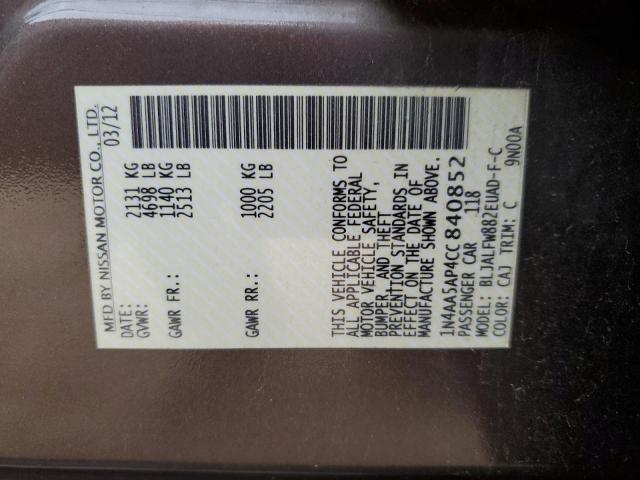 MFD BY NISSAN MOTOR CO., LTD.
DATE: 03/12
GVWR: 2131 KG
4698 LB
GAWR FR.: 1140 KG
2513 LB
GAWR RR.: 1000 KG
2205 LB
THIS VEHICLE CONFORMS TO
ALL APPLICABLE FEDERAL
MOTOR VEHICLE SAFETY,
BUMPER, AND THEFT
PREVENTION STANDARDS IN
EFFECT ON THE DATE OF
MANUFACTURE SHOWN ABOVE.
1N4AA5AP4CC 840852
PASSENGER CAR 118
MODEL: BLJALFW882EUAD-F-C
COLOR: CAJ TRIM: C 9N00A